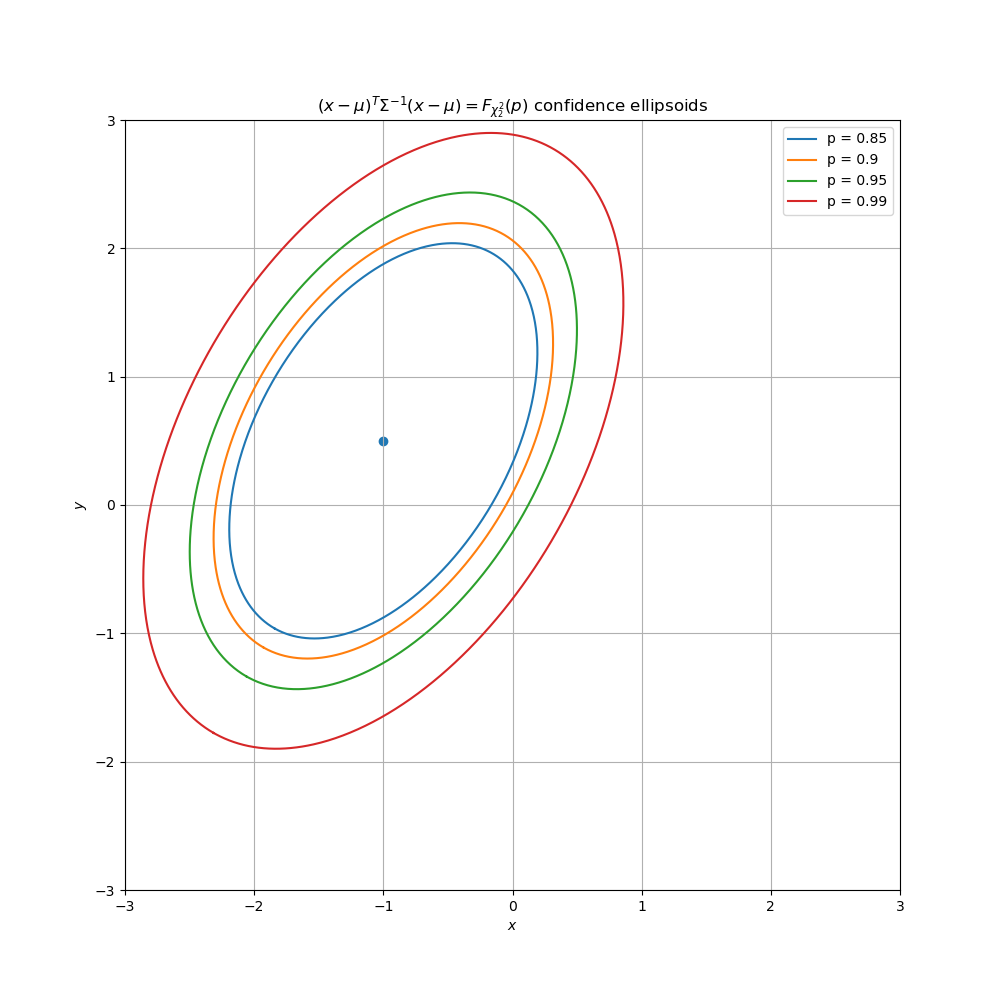 $(x-\mu)^T\Sigma^{-1}(x-\mu) = F_{\chi^2_2}(p)$ confidence ellipsoids
p = 0.85
p = 0.9
p = 0.95
p = 0.99
3
2
1
0
−1
−2
−3
y
−3 −2 −1 0 1 2 3
x